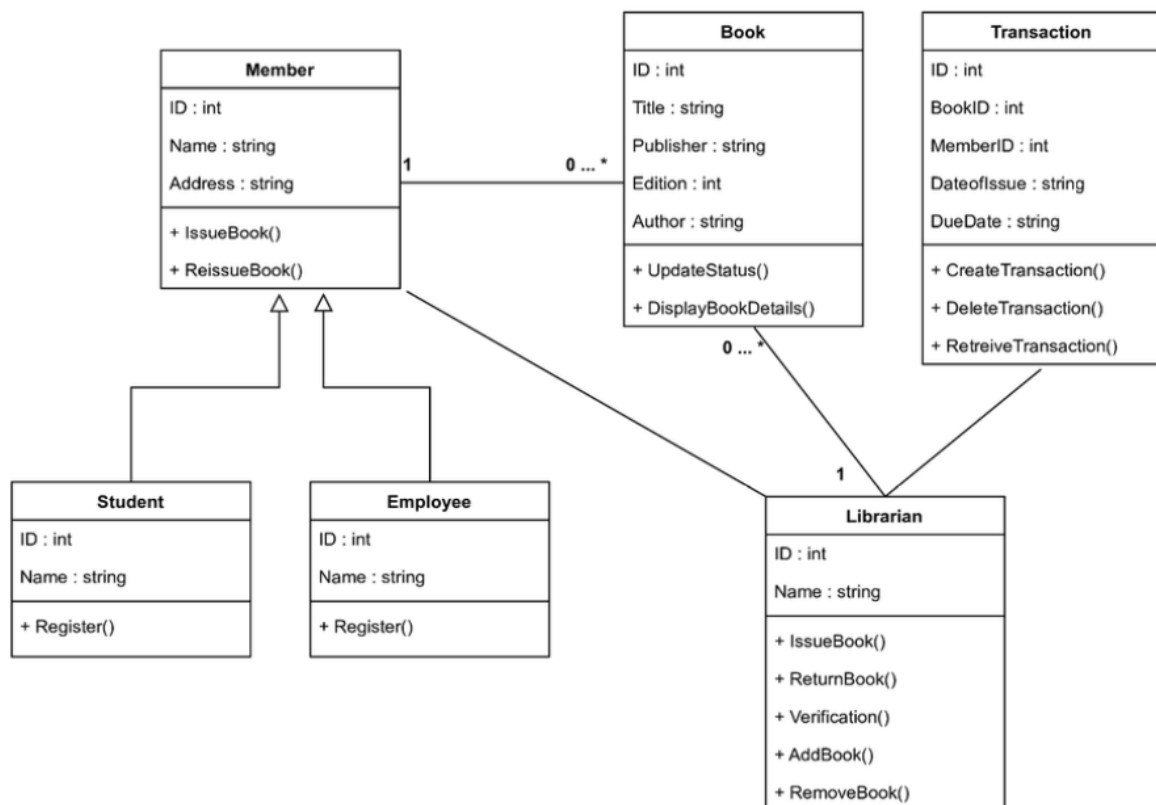 Member
ID : int
Name : string
Address : string
+ IssueBook()
+ ReissueBook()
1
0 ... *
Book
ID : int
Title : string
Publisher : string
Edition : int
Author : string
+ UpdateStatus()
+ DisplayBookDetails()
0 ... *
Transaction
ID : int
BookID : int
MemberID : int
DateofIssue : string
DueDate : string
+ CreateTransaction()
+ DeleteTransaction()
+ RetreiveTransaction()
Student
ID : int
Name : string
+ Register()
Employee
ID : int
Name : string
+ Register()
1
Librarian
ID : int
Name : string
+ IssueBook()
+ ReturnBook()
+ Verification()
+ AddBook()
+ RemoveBook()